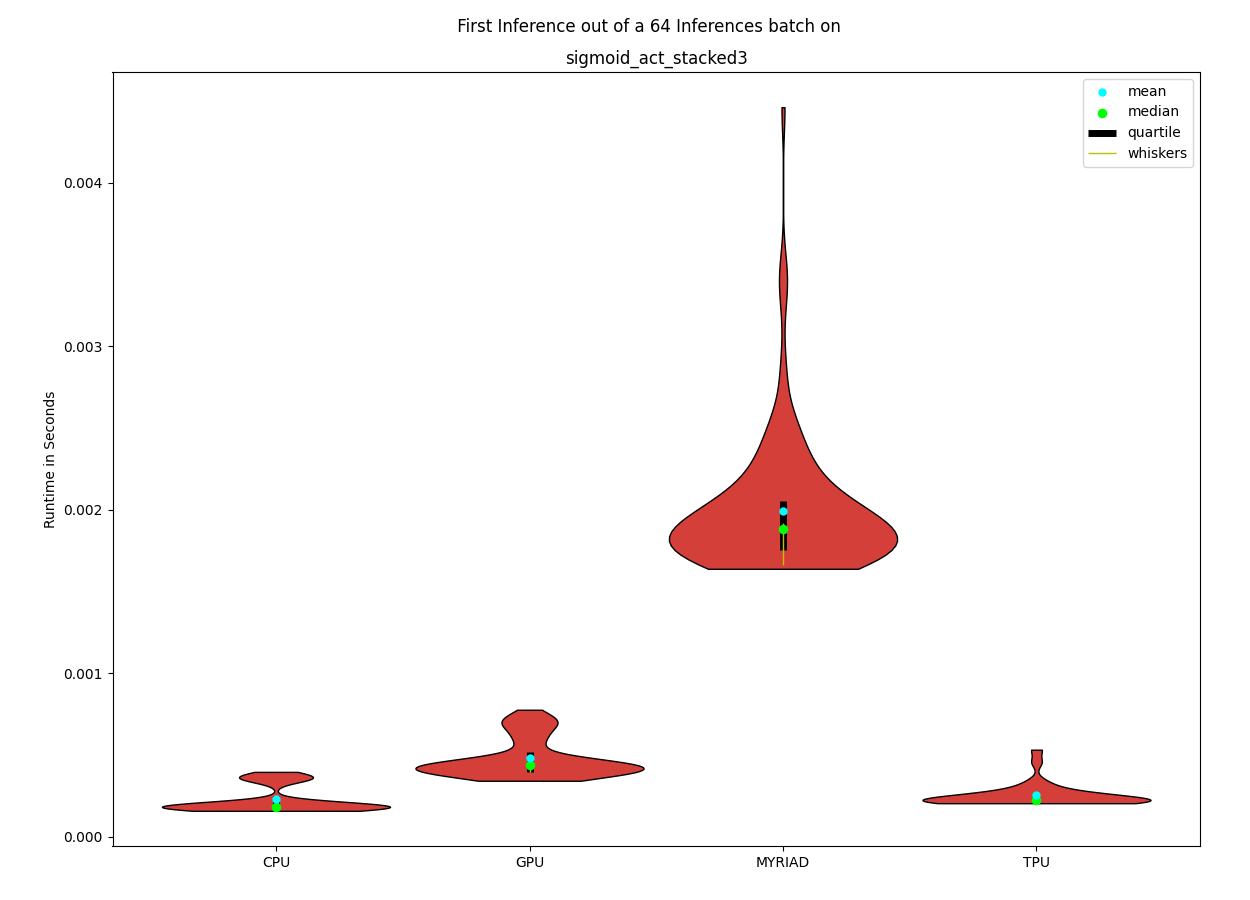 First Inference out of a 64 Inferences batch on
sigmoid_act_stacked3
mean
median
quartile
whiskers
Runtime in Seconds
0.004
0.003
0.002
0.001
0.000
CPU
GPU
MYRIAD
TPU